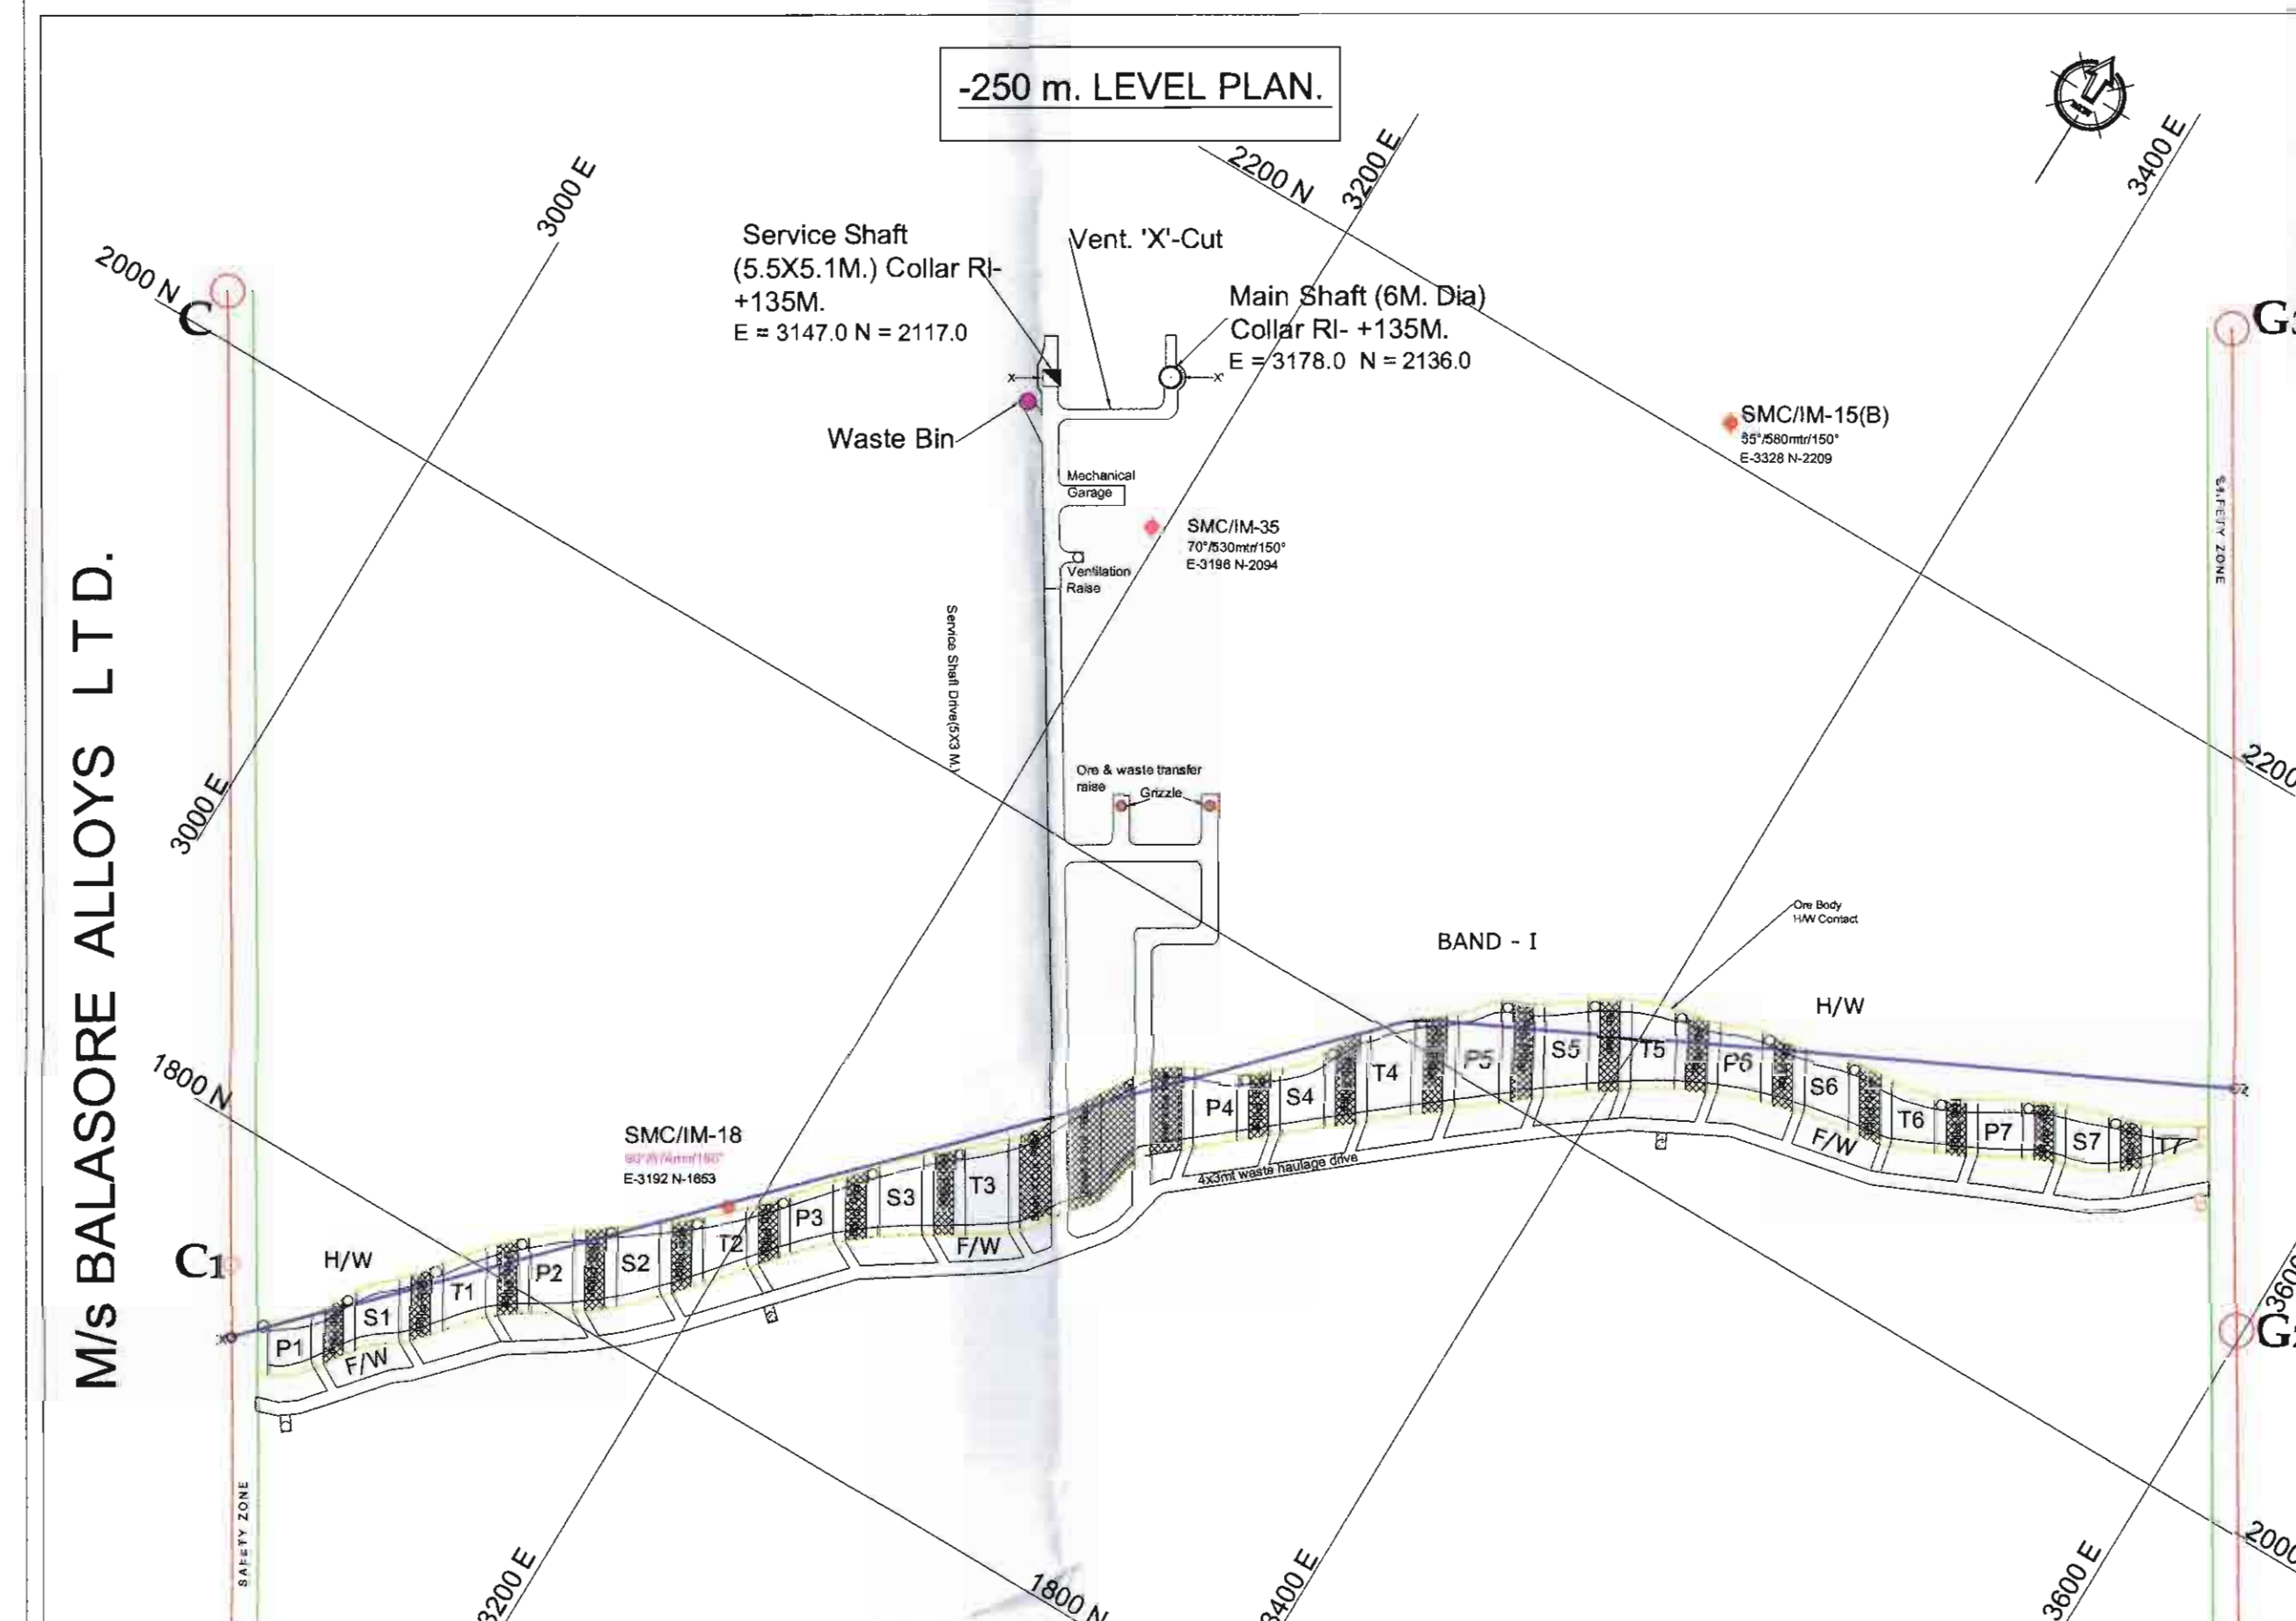 -250 m. LEVEL PLAN.
3000 E
2200 N
3200 E
3400 E
2000 N
C
Service Shaft
(5.5X5.1M.) Collar Rl-
+135M.
E = 3147.0 N = 2117.0
Vent. 'X'-Cut
Main Shaft (6M. Dia)
Collar Rl- +135M.
E = 3178.0 N = 2136.0
X
X'
Waste Bin
Mechanical
Garage
SMC/IM-15(B)
E-3328 N-2209
SAFETY ZONE
SMC/IM-35
70°/530mtr/150°
E-3196 N-2094
Ventilation
Raise
Service Shaft Drive(5X3 M.)
M/s BALASORE ALLOYS LTD.
3000 E
2200
Ore & waste transfer
raise
Grizzle
Ore Body
H/W Contact
BAND - I
H/W
1800 N
SMC/IM-18
E-3192 N-1853
C1
H/W
P1
S1
T1
P2
S2
T2
P3
S3
T3
P4
S4
T4
P5
S5
T5
P6
S6
T6
P7
S7
T7
F/W
F/W
F/W
4x3mt waste haulage drive
3600
SAFETY ZONE
3200 E
1800 N
3400 E
3600 E
2000